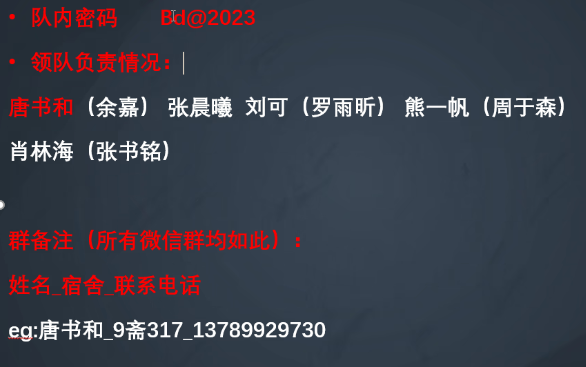 • 队内密码 Bd@2023
• 领队负责情况：
唐书和（余嘉） 张晨曦 刘可（罗雨昕） 熊一帆（周于森）
肖林海（张书铭）
群备注（所有微信群均如此）：
姓名_宿舍_联系电话
eg:唐书和_9斋317_13789929730